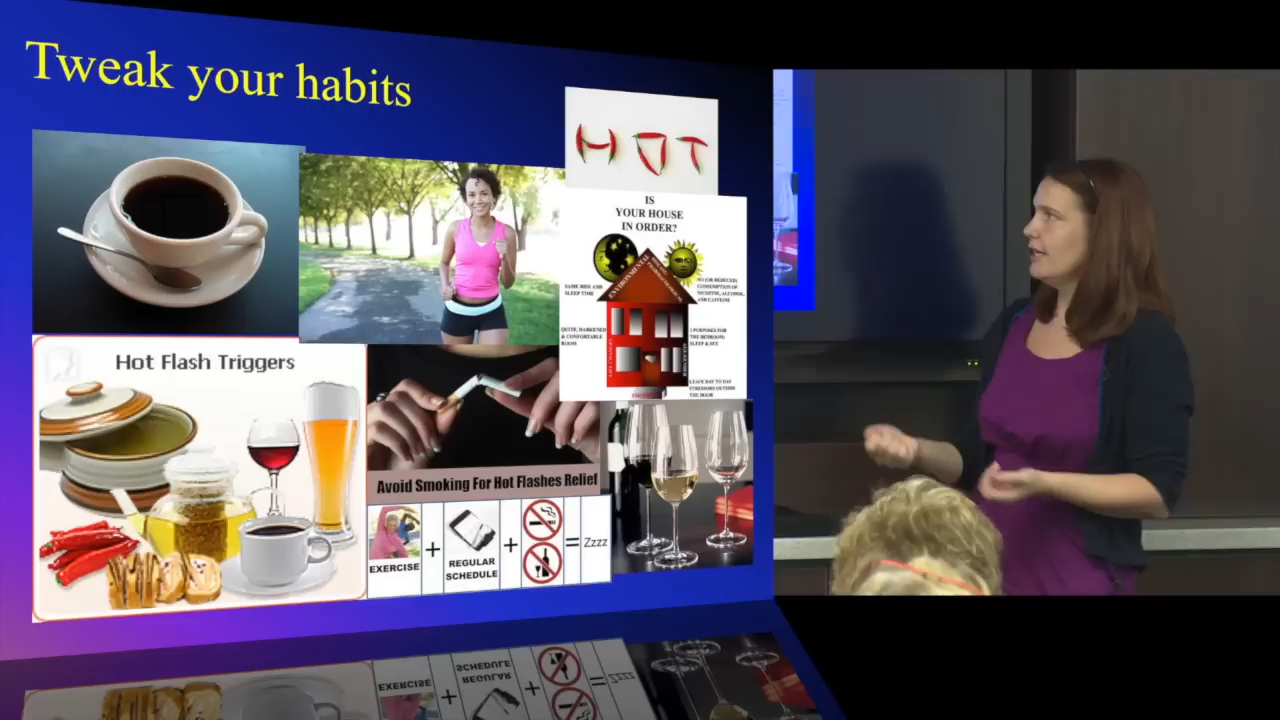 Tweak your habits
HOT
IS
YOUR HOUSE
IN ORDER?
ENVIRONMENTAL
SAME RISE AND
SLEEP TIME
NO (OR REDUCED)
CONSUMPTION OF
NICOTINE, ALCOHOL,
AND CAFFEINE
QUITE, DARKENED
& COMFORTABLE
ROOM
2 PURPOSES FOR
THE BEDROOM:
SLEEP & SEX
LEAVE DAY TO DAY
OUTSIDE
THE DOOR
Hot Flash Triggers
Avoid Smoking For Hot Flashes Relief
EXERCISE
+
REGULAR
SCHEDULE
+
=
Zzzz